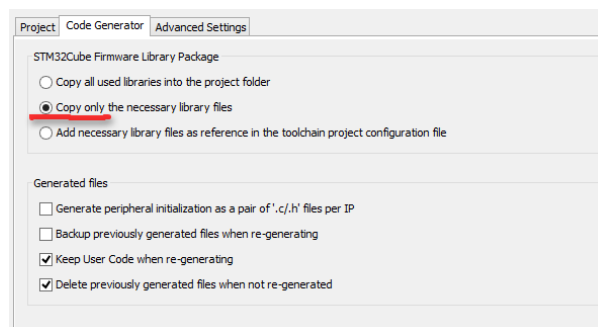 Project Code Generator Advanced Settings
STM32Cube Firmware Library Package
Copy all used libraries into the project folder
Copy only the necessary library files
Add necessary library files as reference in the toolchain project configuration file
Generated files
Generate peripheral initialization as a pair of '.c/.h' files per IP
Backup previously generated files when re-generating
Keep User Code when re-generating
Delete previously generated files when not re-generated